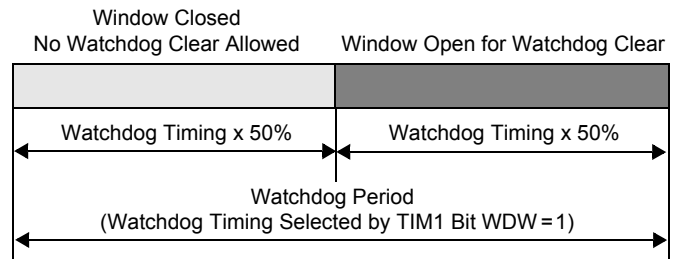 Window Closed
No Watchdog Clear Allowed
Window Open for Watchdog Clear
Watchdog Timing x 50%
Watchdog Timing x 50%
Watchdog Period
(Watchdog Timing Selected by TIM1 Bit WDW = 1)